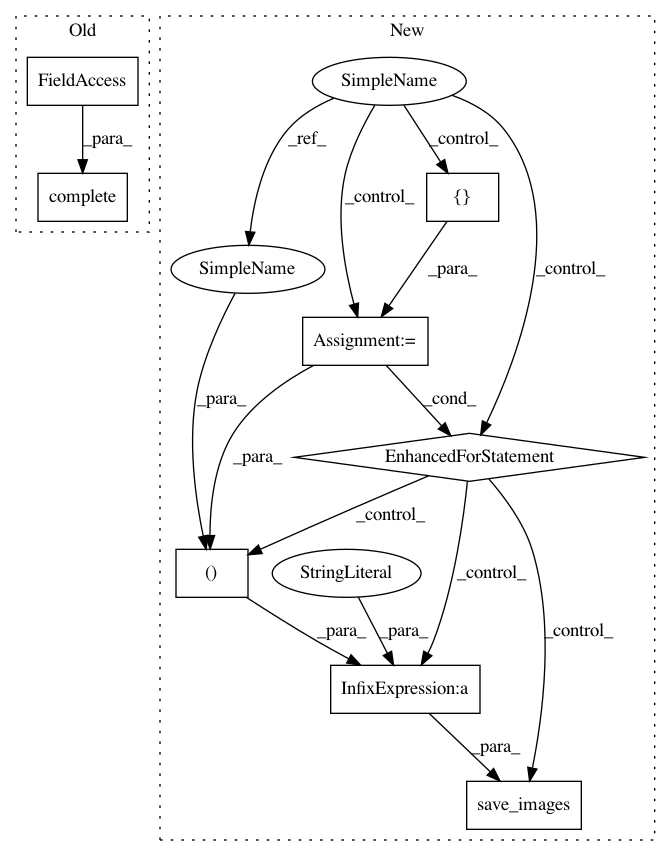 Old
New
FieldAccess
SimpleName
_para_
_ref_
_control_
complete
_control_
{}
SimpleName
_para_
_control_
Assignment:=
_para_
_cond_
_para_
EnhancedForStatement
_control_
()
StringLiteral
_control_
_para_
_para_
_control_
InfixExpression:a
_para_
save_images